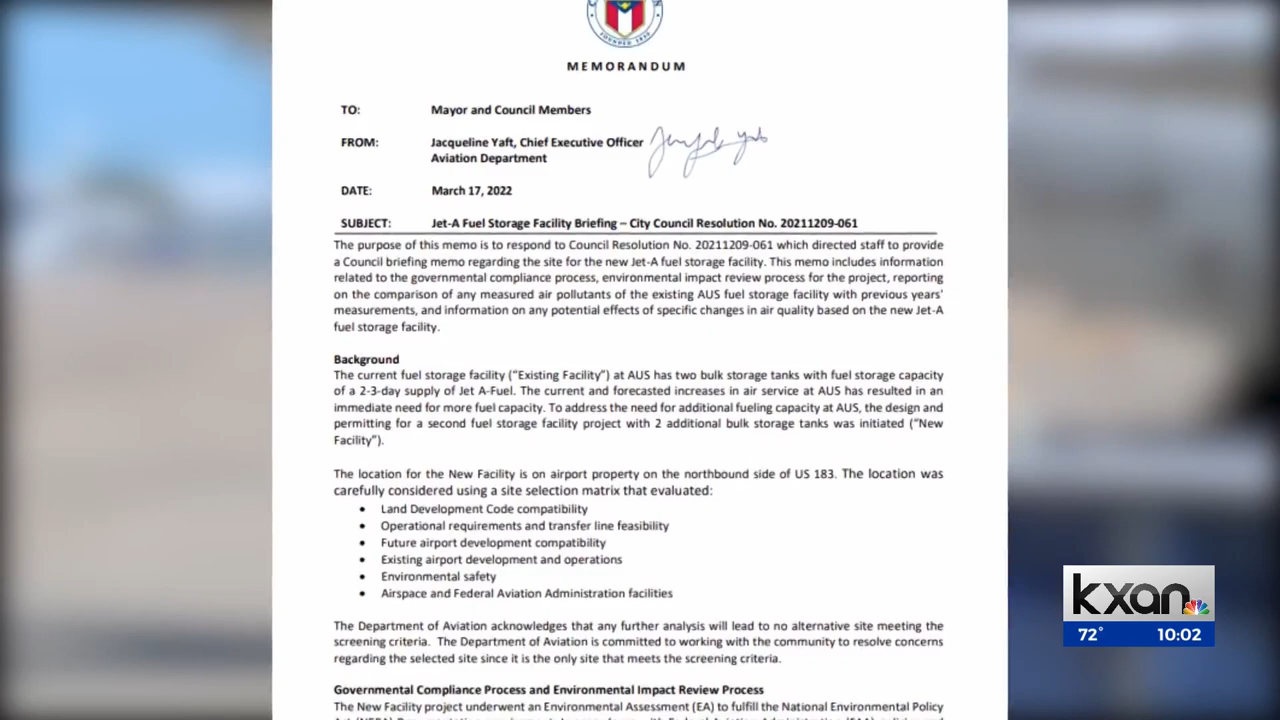 FOUNDED 1839
MEMORANDUM
TO: Mayor and Council Members
FROM: Jacqueline Yaft, Chief Executive Officer
Aviation Department
DATE: March 17, 2022
SUBJECT: Jet-A Fuel Storage Facility Briefing – City Council Resolution No. 20211209-061
The purpose of this memo is to respond to Council Resolution No. 20211209-061 which directed staff to provide
a Council briefing memo regarding the site for the new Jet-A fuel storage facility. This memo includes information
related to the governmental compliance process, environmental impact review process for the project, reporting
on the comparison of any measured air pollutants of the existing AUS fuel storage facility with previous years'
measurements, and information on any potential effects of specific changes in air quality based on the new Jet-A
fuel storage facility.
Background
The current fuel storage facility ("Existing Facility") at AUS has two bulk storage tanks with fuel storage capacity
of a 2-3-day supply of Jet A-Fuel. The current and forecasted increases in air service at AUS has resulted in an
immediate need for more fuel capacity. To address the need for additional fueling capacity at AUS, the design and
permitting for a second fuel storage facility project with 2 additional bulk storage tanks was initiated ("New
Facility").
The location for the New Facility is on airport property on the northbound side of US 183. The location was
carefully considered using a site selection matrix that evaluated:
• Land Development Code compatibility
• Operational requirements and transfer line feasibility
• Future airport development compatibility
• Existing airport development and operations
• Environmental safety
• Airspace and Federal Aviation Administration facilities
The Department of Aviation acknowledges that any further analysis will lead to no alternative site meeting the
screening criteria. The Department of Aviation is committed to working with the community to resolve concerns
regarding the selected site since it is the only site that meets the screening criteria.
Governmental Compliance Process and Environmental Impact Review Process
The New Facility project underwent an Environmental Assessment (EA) to fulfill the National Environmental Policy
kxan
72° 10:02